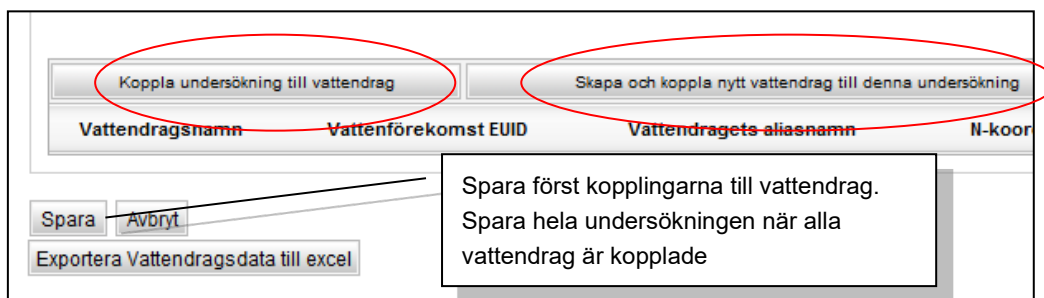 Koppla undersökning till vattendrag Skapa och koppla nytt vattendrag till denna undersökning
Vattendragsnamn Vattenförekomst EUID Vattendragets aliasnamn
Spara först kopplingarna till vattendrag.
Spara hela undersökningen när alla
vattendrag är kopplade
Spara Avbryt
Exportera Vattendragsdata till excel